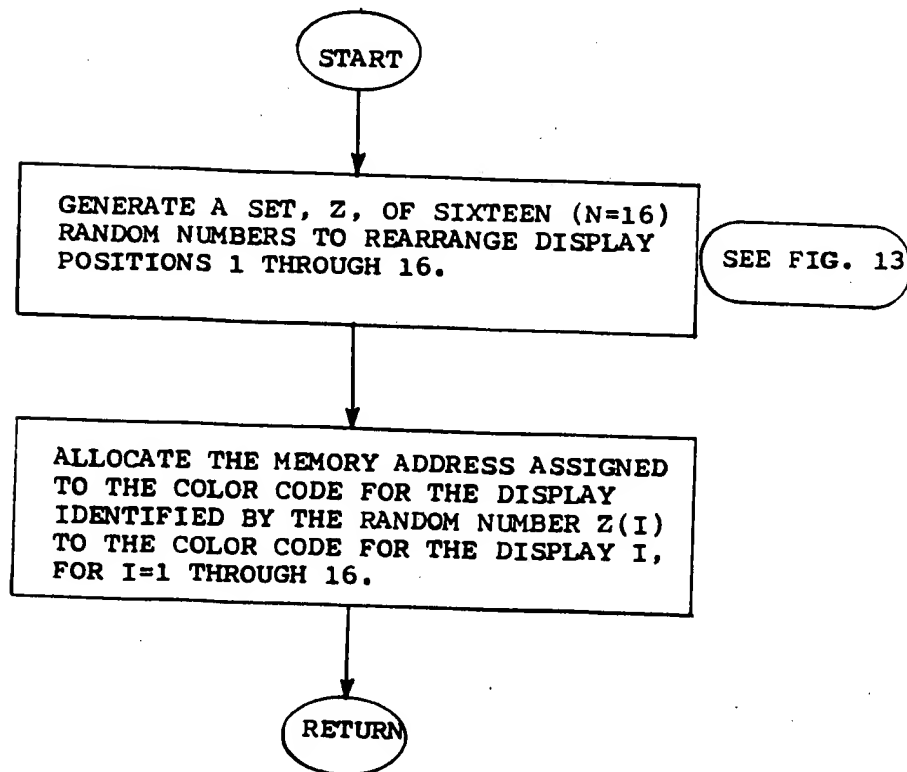 START
GENERATE A SET, Z, OF SIXTEEN (N=16)
RANDOM NUMBERS TO REARRANGE DISPLAY
POSITIONS 1 THROUGH 16.
SEE FIG. 13
ALLOCATE THE MEMORY ADDRESS ASSIGNED
TO THE COLOR CODE FOR THE DISPLAY
IDENTIFIED BY THE RANDOM NUMBER Z(I)
TO THE COLOR CODE FOR THE DISPLAY I,
FOR I=1 THROUGH 16.
RETURN